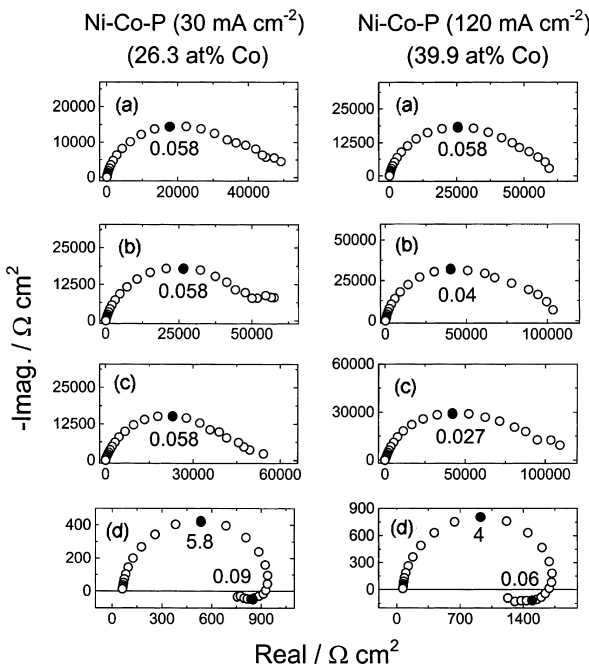 Ni-Co-P (30 mA cm-2) Ni-Co-P (120 mA cm-2)
(26.3 at% Co) (39.9 at% Co)
20000
10000
0
(a)
0.058
0 20000 40000
25000
12500
0
(a)
0.058
0 25000 50000
25000
12500
0
(b)
0.058
0 25000 50000
50000
25000
0
(b)
0.04
0 50000 100000
25000
12500
0
(c)
0.058
0 20000 40000 60000
60000
30000
0
(c)
0.027
0 50000 100000
400
200
0
(d)
5.8
0.09
0 300 600 900
900
600
300
0
(d)
4
0.06
0 700 1400
-Imag. / Ω cm2
Real / Ω cm2